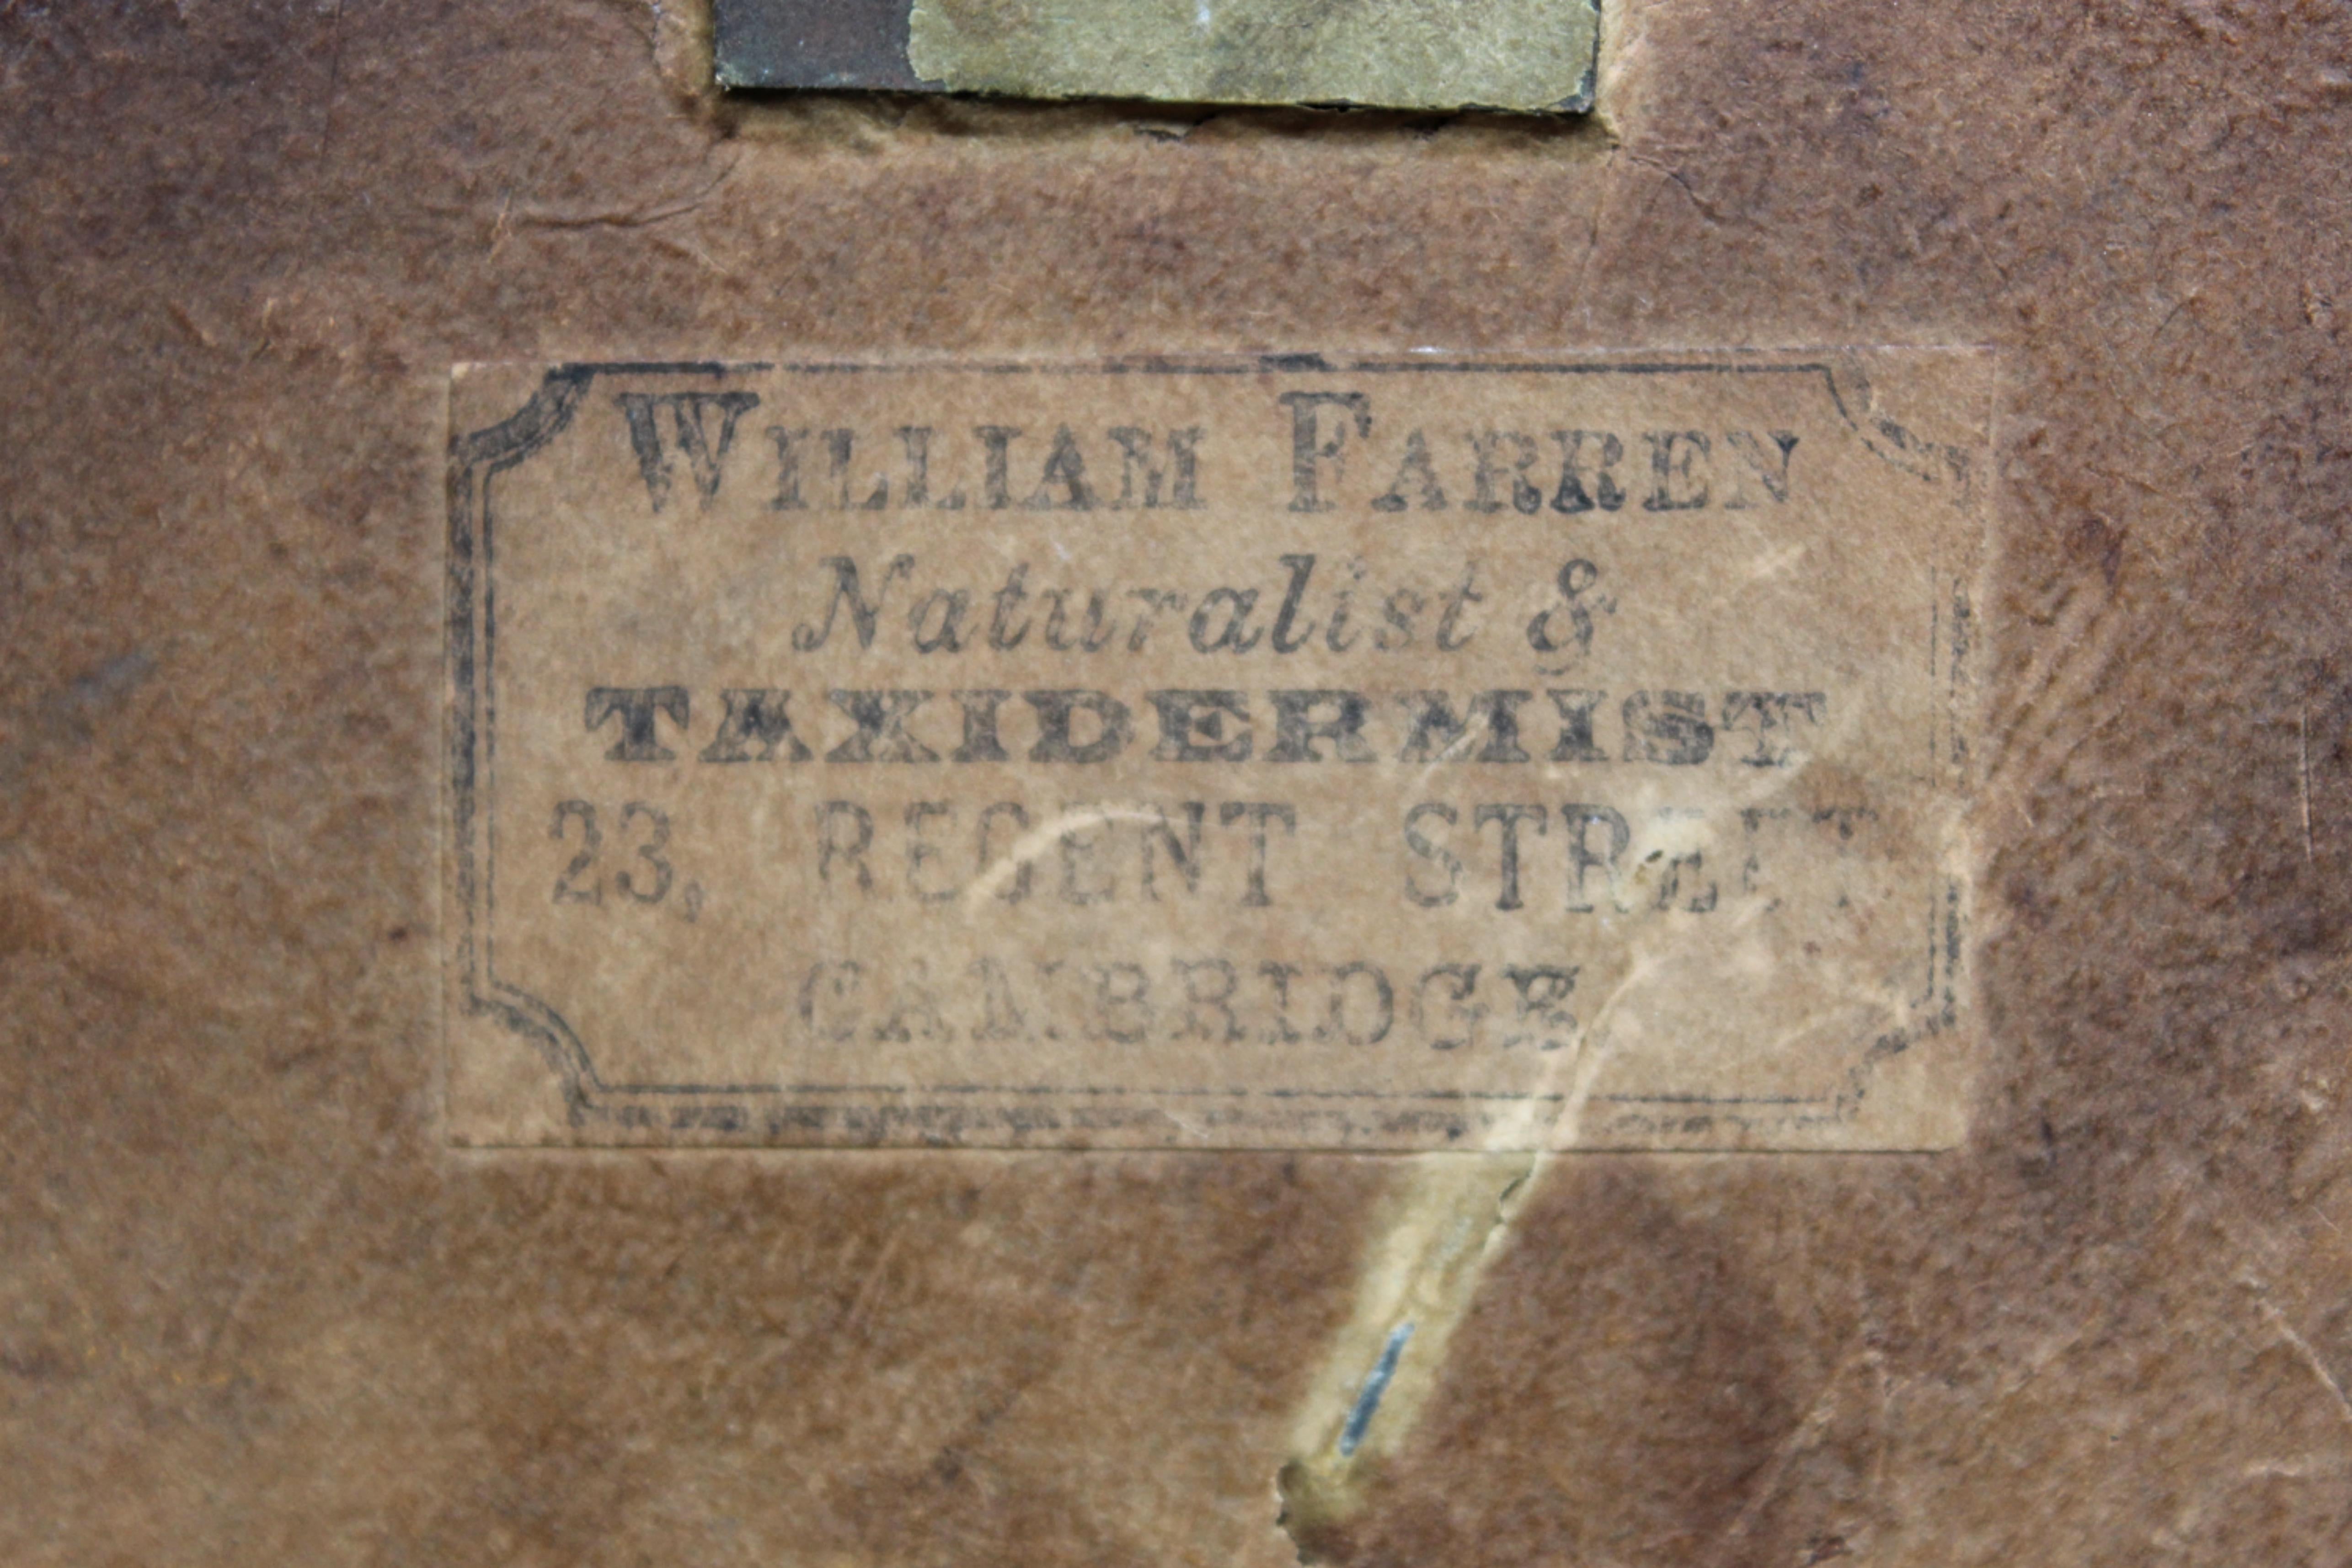 WILLIAM FARREN
Naturalist &
TAXIDERMIST
23, REGENT STREET
CAMBRIDGE